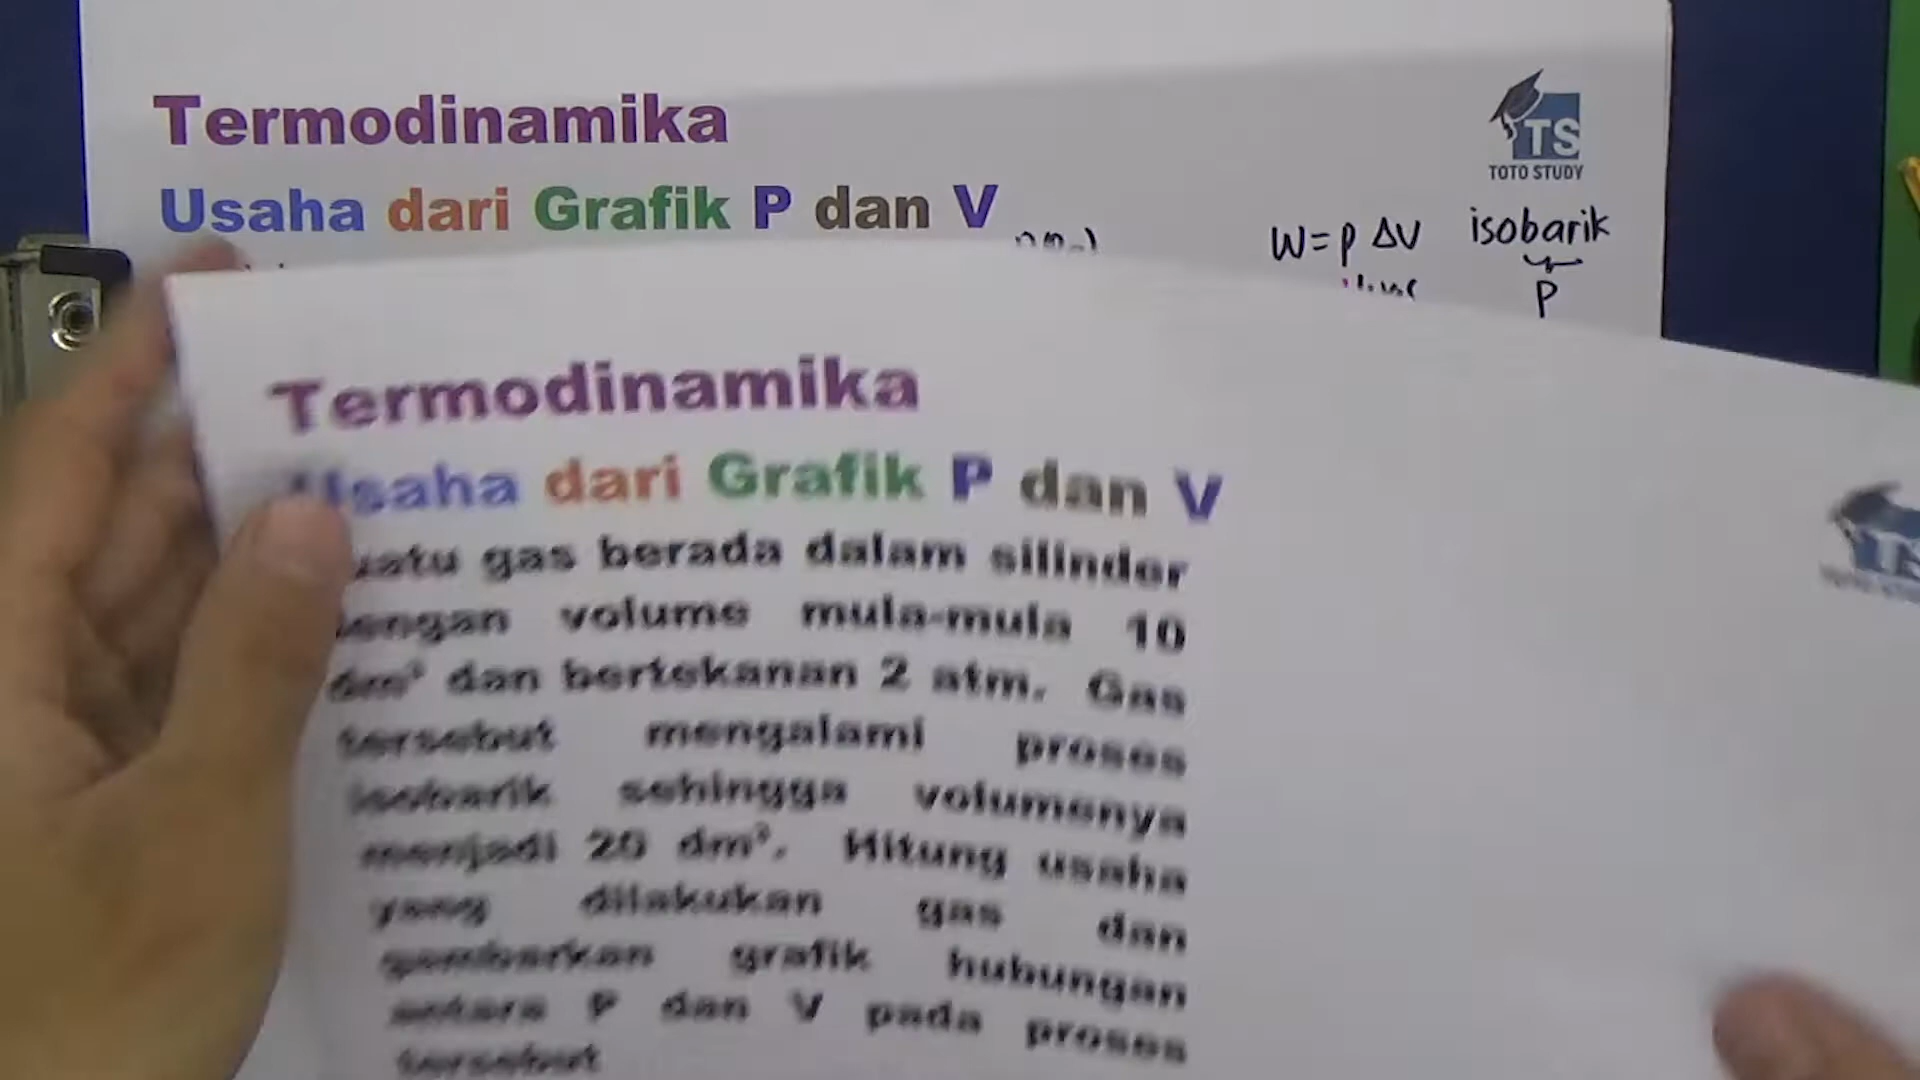 Termodinamika
TS
TOTO STUDY
Usaha dari Grafik P dan V
W=p ΔV isobarik
P
Termodinamika
Usaha dari Grafik P dan V
gas berada dalam silinder
volume mula-mula 10
dm³ dan bertekanan 2 atm. Gas
tersebut mengalami proses
isobarik sehingga volumenya
menjadi 20 dm³. Hitung usaha
yang dilakukan gas dan
gambarkan grafik hubungan
antara P dan V pada proses
tersebut